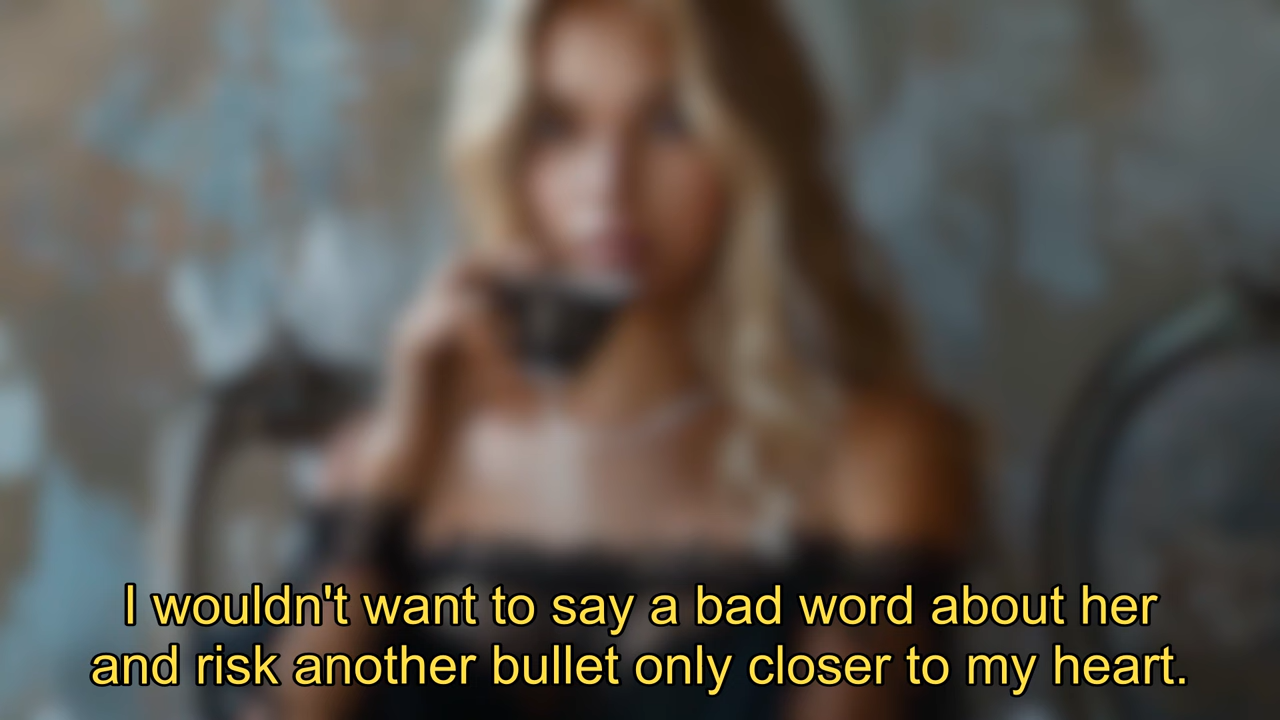 I wouldn't want to say a bad word about her
and risk another bullet only closer to my heart.